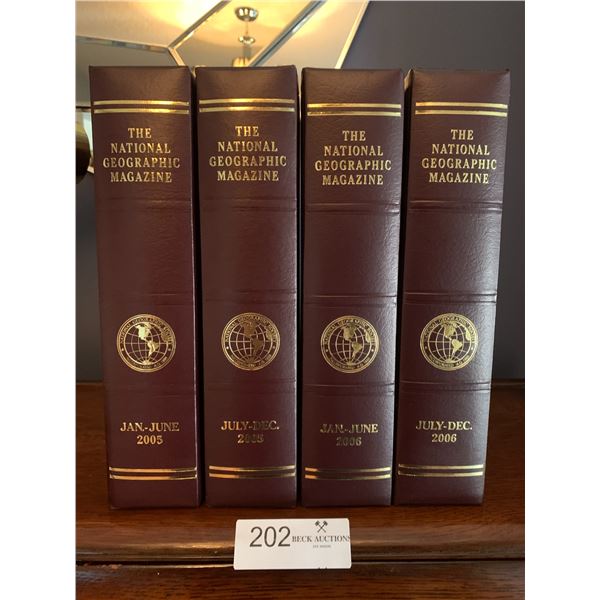 THE
NATIONAL
GEOGRAPHIC
MAGAZINE
JAN.-JUNE
2005
THE
NATIONAL
GEOGRAPHIC
MAGAZINE
JULY-DEC.
2005
THE
NATIONAL
GEOGRAPHIC
MAGAZINE
JAN.-JUNE
2006
THE
NATIONAL
GEOGRAPHIC
MAGAZINE
JULY-DEC.
2006
202
BECK AUCTIONS